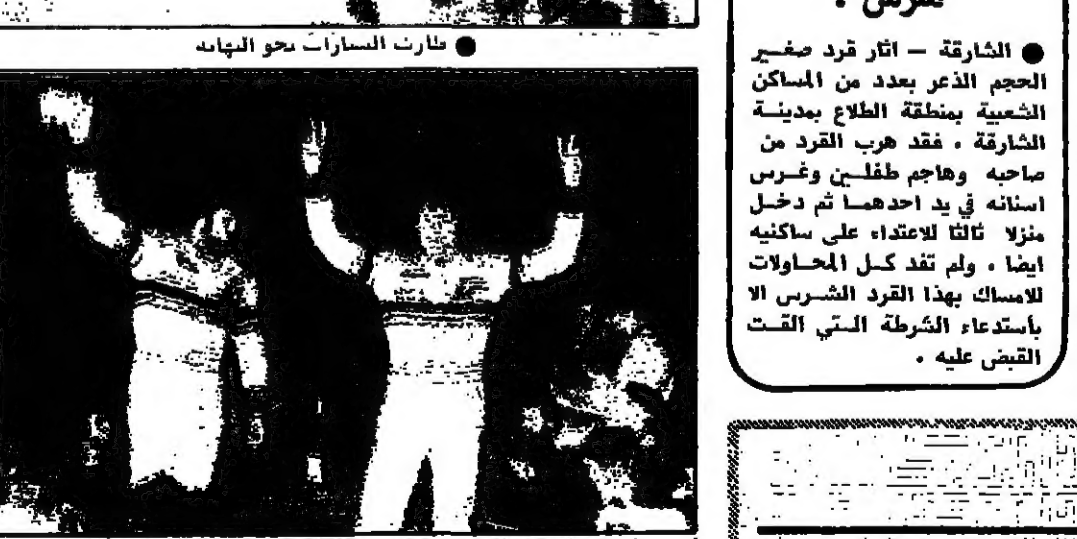 شرس .
● الشارقة — اثار قرد صغير
الحجم الذعر بعدد من المساكن
الشعبية بمنطقة الطلاع بمدينة
الشارقة ، فقد هرب القرد من
صاحبه وهاجم طفلين وغرس
اسنانه في يد احدهما ثم دخل
منزلا ثالثا للاعتداء على ساكنيه
ايضا ، ولم تفد كل المحاولات
للامساك بهذا القرد الشرس الا
بأستدعاء الشرطة التي القت
القبض عليه .
● طارت السيارات نحو النهاية